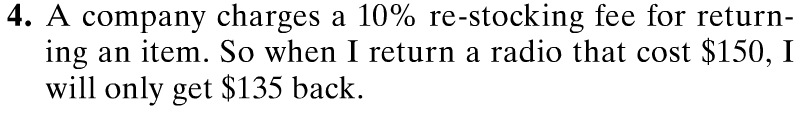 4. A company charges a 10% re-stocking fee for return-
ing an item. So when I return a radio that cost $150, I
will only get $135 back.